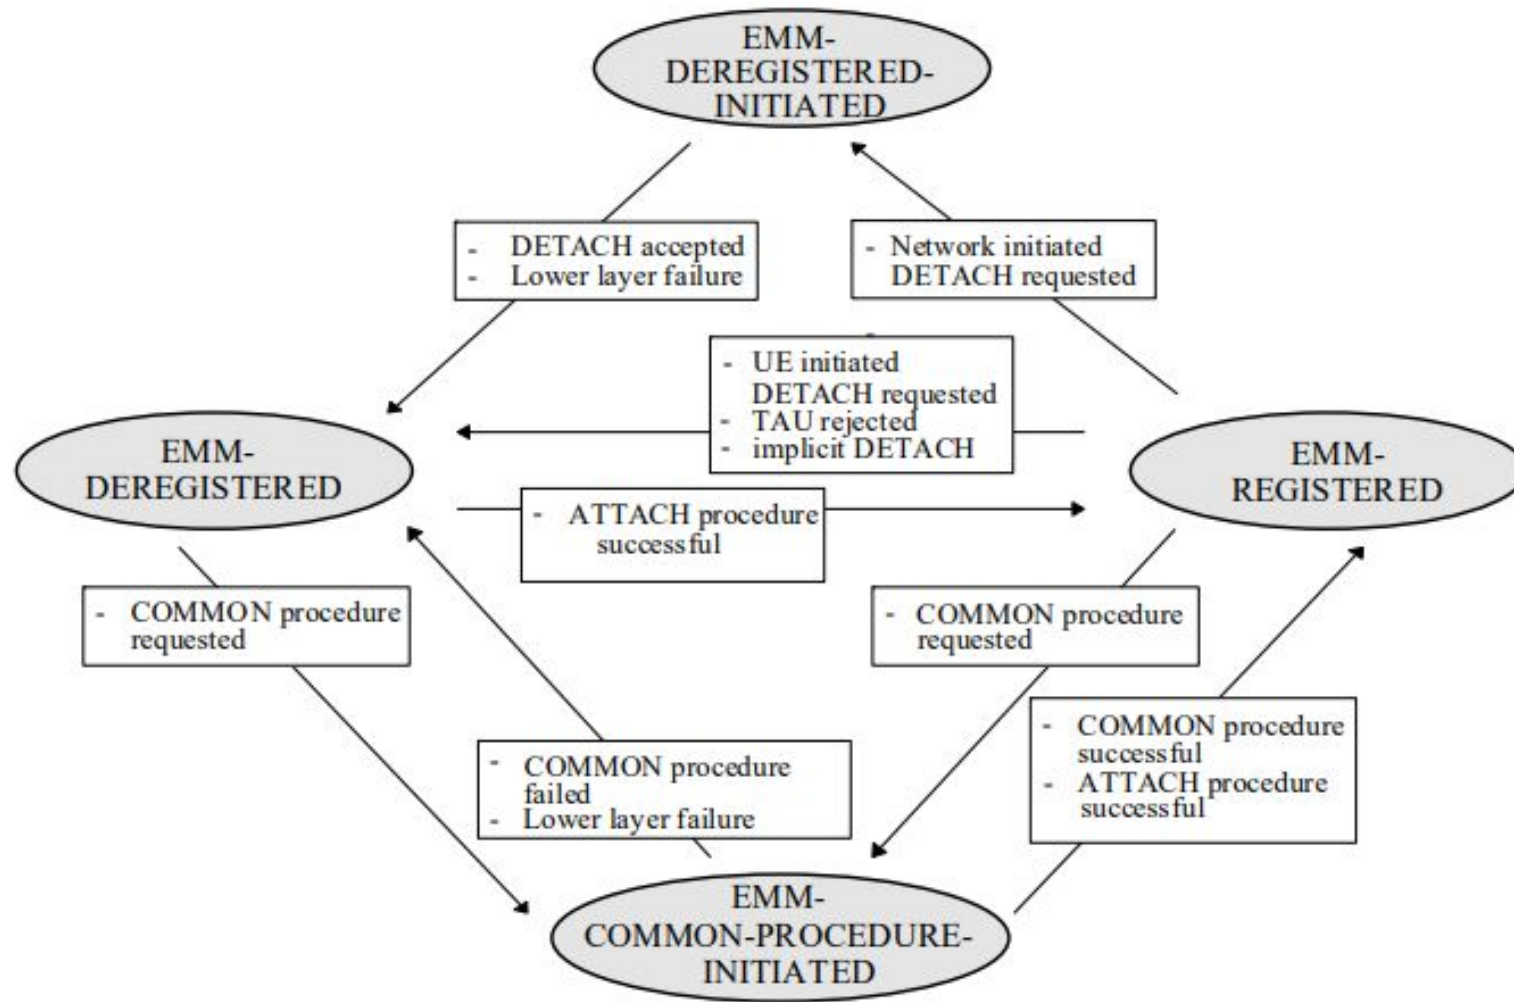 EMM-
DEREGISTERED-
INITIATED
- DETACH accepted
- Lower layer failure
- Network initiated
DETACH requested
-
- UE initiated
DETACH requested
- TAU rejected
- implicit DETACH
EMM-
DEREGISTERED
EMM-
REGISTERED
- ATTACH procedure
successful
- COMMON procedure
requested
- COMMON procedure
requested
- COMMON procedure
failed
- Lower layer failure
- COMMON procedure
successful
- ATTACH procedure
successful
EMM-
COMMON-PROCEDURE-
INITIATED